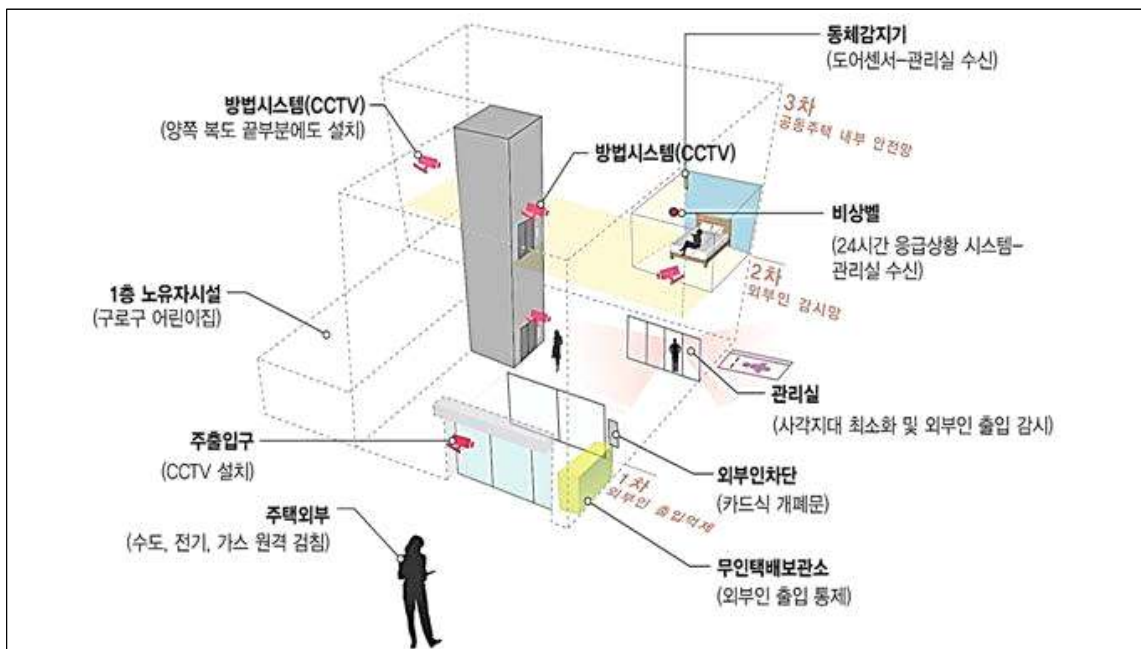 동체감지기
(도어센서-관리실 수신)
방법시스템(CCTV)
(양쪽 복도 끝부분에도 설치)
3차
공동주택 내부 안전망
방법시스템(CCTV)
비상벨
(24시간 응급상황 시스템-
관리실 수신)
2차
외부인 감시망
1층 노유자시설
(구로구 어린이집)
관리실
(사각지대 최소화 및 외부인 출입 감시)
주출입구
(CCTV 설치)
외부인차단
(카드식 개폐문)
1차
외부인 출입억제
주택외부
(수도, 전기, 가스 원격 검침)
무인택배보관소
(외부인 출입 통제)